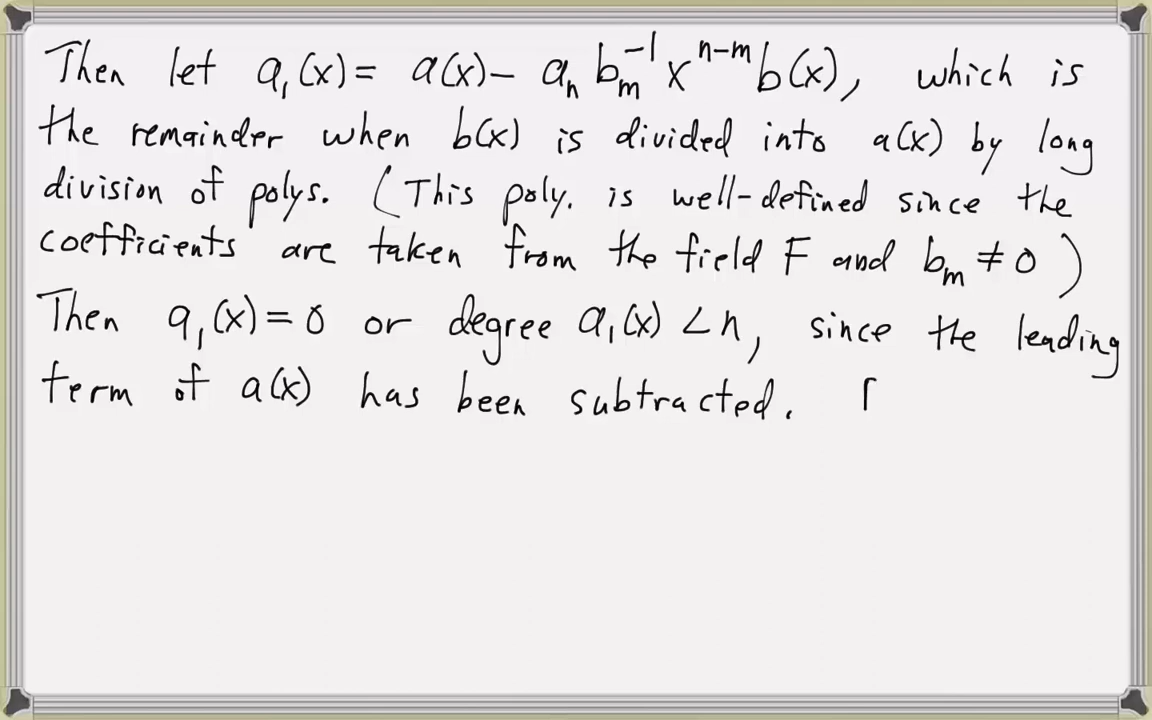 Then let a₁(x) = a(x) − aₙ bₘ⁻¹ xⁿ⁻ᵐ b(x), which is
the remainder when b(x) is divided into a(x) by long
division of polys. (This poly. is well-defined since the
coefficients are taken from the field F and bₘ ≠ 0)
Then a₁(x) = 0 or degree a₁(x) < n, since the leading
term of a(x) has been subtracted.